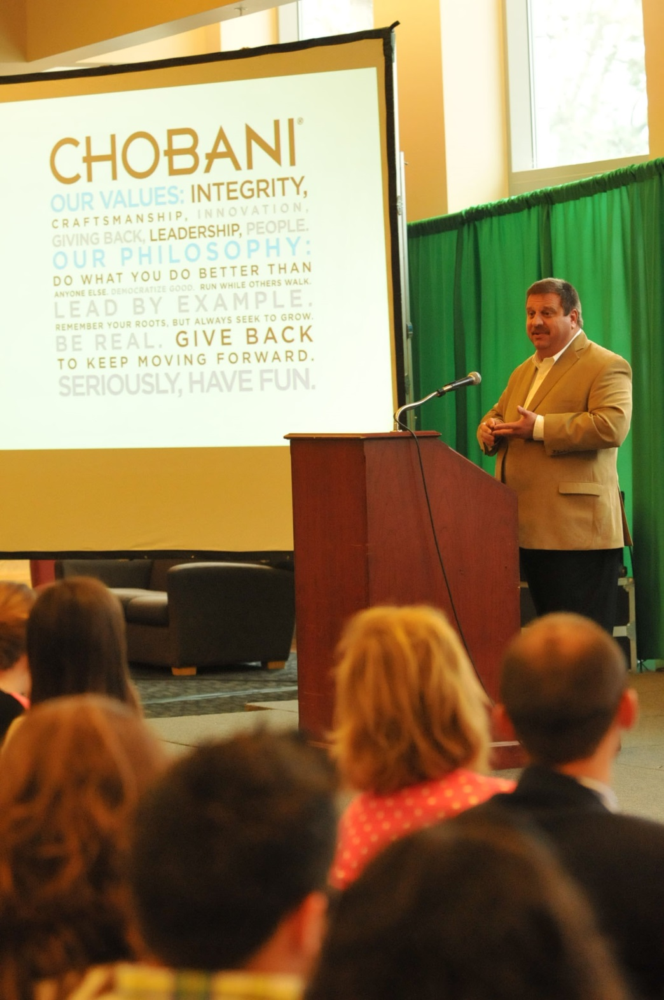 CHOBANI®
OUR VALUES: INTEGRITY,
CRAFTSMANSHIP, INNOVATION,
GIVING BACK, LEADERSHIP, PEOPLE.
OUR PHILOSOPHY:
DO WHAT YOU DO BETTER THAN
ANYONE ELSE. DEMOCRATIZE GOOD. RUN WHILE OTHERS WALK.
LEAD BY EXAMPLE.
REMEMBER YOUR ROOTS, BUT ALWAYS SEEK TO GROW.
BE REAL. GIVE BACK
TO KEEP MOVING FORWARD.
SERIOUSLY, HAVE FUN.